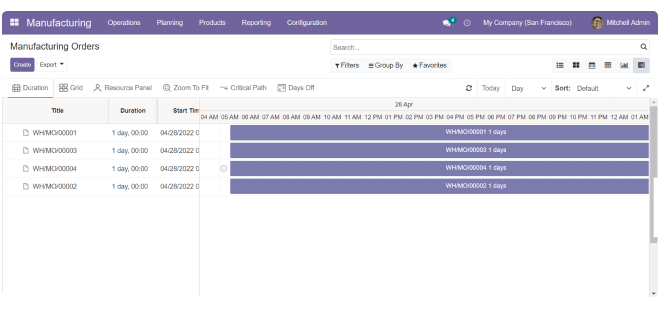 Manufacturing Operations Planning Products Reporting Configuration 4 My Company (San Francisco) Mitchell Admin
Manufacturing Orders Search...
Create Export Filters Group By Favorites
Duration Grid Resource Panel Zoom To Fit Critical Path Days Off Today Day Sort: Default
Title Duration Start Tim 28 Apr
04 AM 05 AM 06 AM 07 AM 08 AM 09 AM 10 AM 11 AM 12 PM 01 PM 02 PM 03 PM 04 PM 05 PM 06 PM 07 PM 08 PM 09 PM 10 PM 11 PM 12 AM 01 AM
WH/MO/00001 1 day, 00:00 04/28/2022 0 WH/MO/00001 1 days
WH/MO/00003 1 day, 00:00 04/28/2022 0 WH/MO/00003 1 days
WH/MO/00004 1 day, 00:00 04/28/2022 0 WH/MO/00004 1 days
WH/MO/00002 1 day, 00:00 04/28/2022 0 WH/MO/00002 1 days